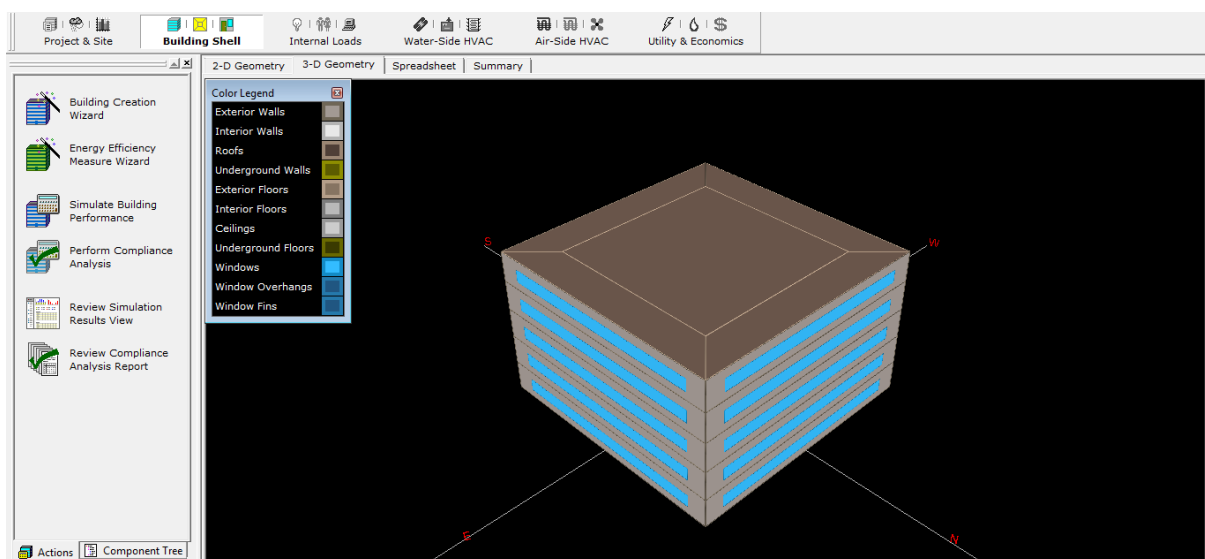 Project & Site
Building Shell
Internal Loads
Water-Side HVAC
Air-Side HVAC
Utility & Economics
2-D Geometry
3-D Geometry
Spreadsheet
Summary
Building Creation
Wizard
Energy Efficiency
Measure Wizard
Simulate Building
Performance
Perform Compliance
Analysis
Review Simulation
Results View
Review Compliance
Analysis Report
Actions
Component Tree
Color Legend
Exterior Walls
Interior Walls
Roofs
Underground Walls
Exterior Floors
Interior Floors
Ceilings
Underground Floors
Windows
Window Overhangs
Window Fins
S
W
E
N